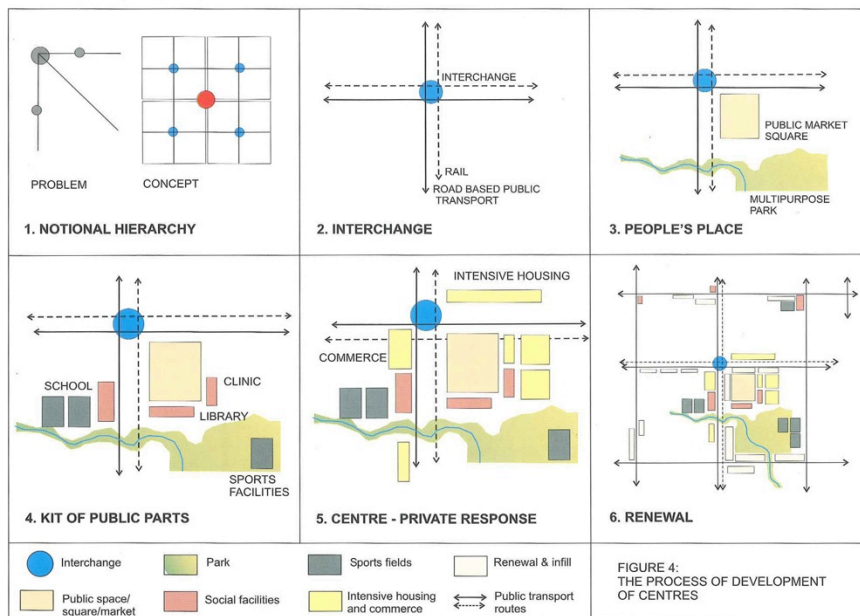 PROBLEM
CONCEPT
1. NOTIONAL HIERARCHY
INTERCHANGE
RAIL
ROAD BASED PUBLIC
TRANSPORT
2. INTERCHANGE
PUBLIC MARKET
SQUARE
MULTIPURPOSE
PARK
3. PEOPLE'S PLACE
SCHOOL
CLINIC
LIBRARY
SPORTS
FACILITIES
4. KIT OF PUBLIC PARTS
INTENSIVE HOUSING
COMMERCE
5. CENTRE - PRIVATE RESPONSE
6. RENEWAL
Interchange
Park
Sports fields
Renewal & infill
Public space/
square/market
Social facilities
Intensive housing
and commerce
Public transport
routes
FIGURE 4:
THE PROCESS OF DEVELOPMENT
OF CENTRES